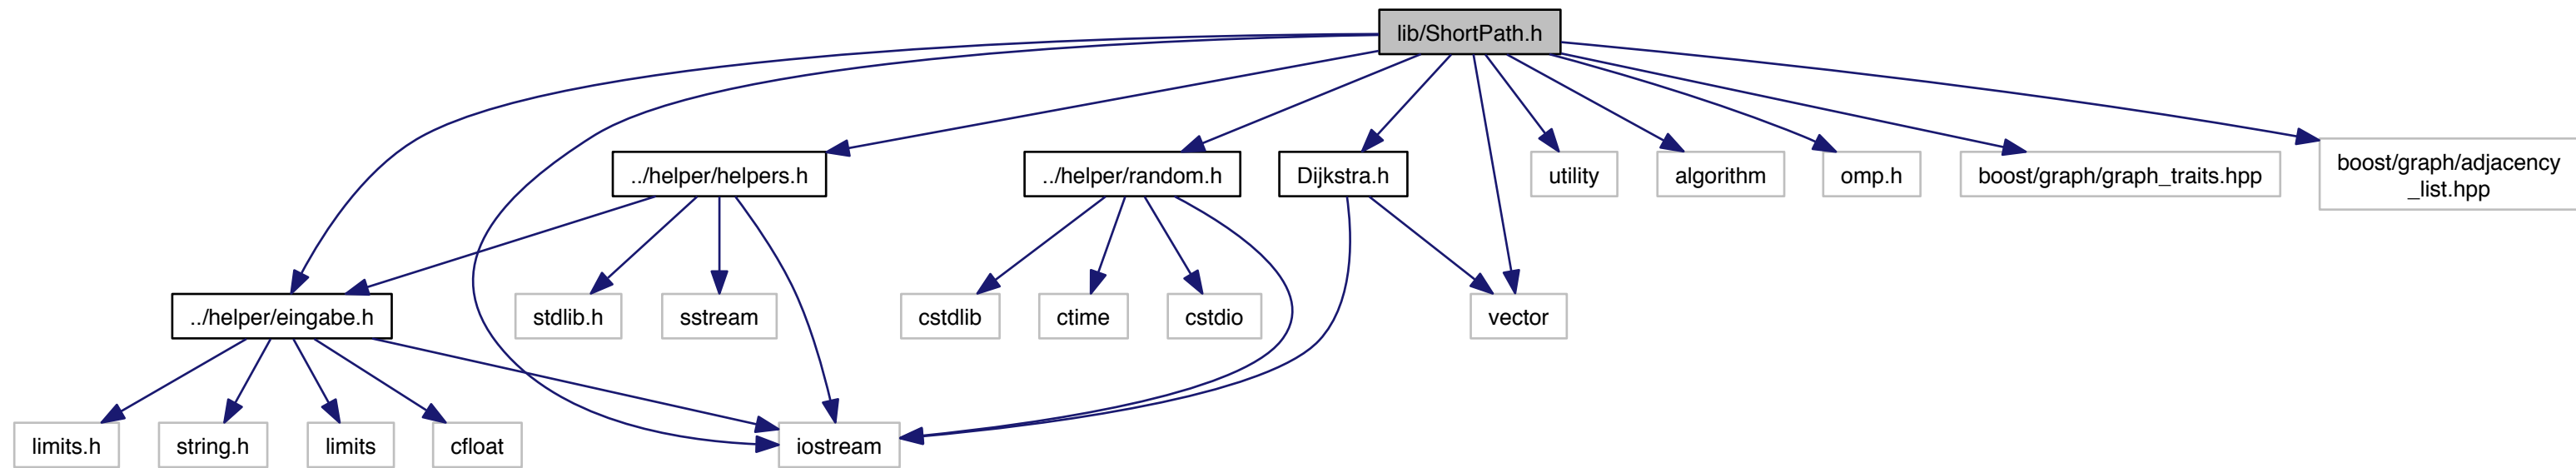 lib/ShortPath.h
../helper/helpers.h
../helper/random.h
Dijkstra.h
utility
algorithm
omp.h
boost/graph/graph_traits.hpp
boost/graph/adjacency
_list.hpp
../helper/eingabe.h
stdlib.h
sstream
cstdlib
ctime
cstdio
vector
limits.h
string.h
limits
cfloat
iostream